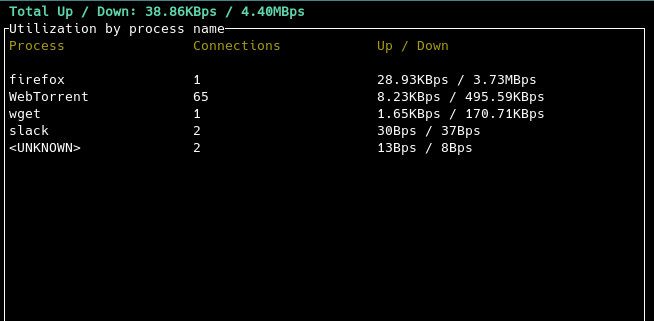 Total Up / Down: 38.86KBps / 4.40MBps
Utilization by process name
Process Connections Up / Down
firefox 1 28.93KBps / 3.73MBps
WebTorrent 65 8.23KBps / 495.59KBps
wget 1 1.65KBps / 170.71KBps
slack 2 30Bps / 37Bps
<UNKNOWN> 2 13Bps / 8Bps